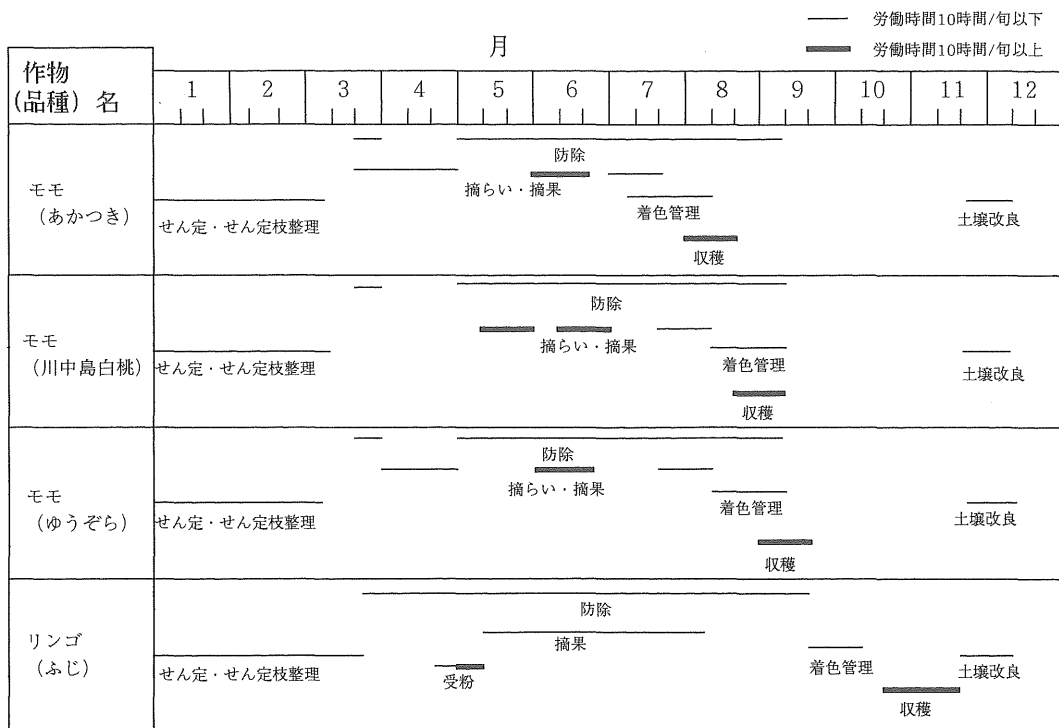 労働時間10時間/旬以下
労働時間10時間/旬以上
月
作物
(品種) 名
1 2 3 4 5 6 7 8 9 10 11 12
モモ
(あかつき)
防除
摘らい・摘果
せん定・せん定枝整理
着色管理
土壌改良
収穫
モモ
(川中島白桃)
防除
摘らい・摘果
せん定・せん定枝整理
着色管理
土壌改良
収穫
モモ
(ゆうぞら)
防除
摘らい・摘果
せん定・せん定枝整理
着色管理
土壌改良
収穫
リンゴ
(ふじ)
防除
摘果
せん定・せん定枝整理
受粉
着色管理
土壌改良
収穫